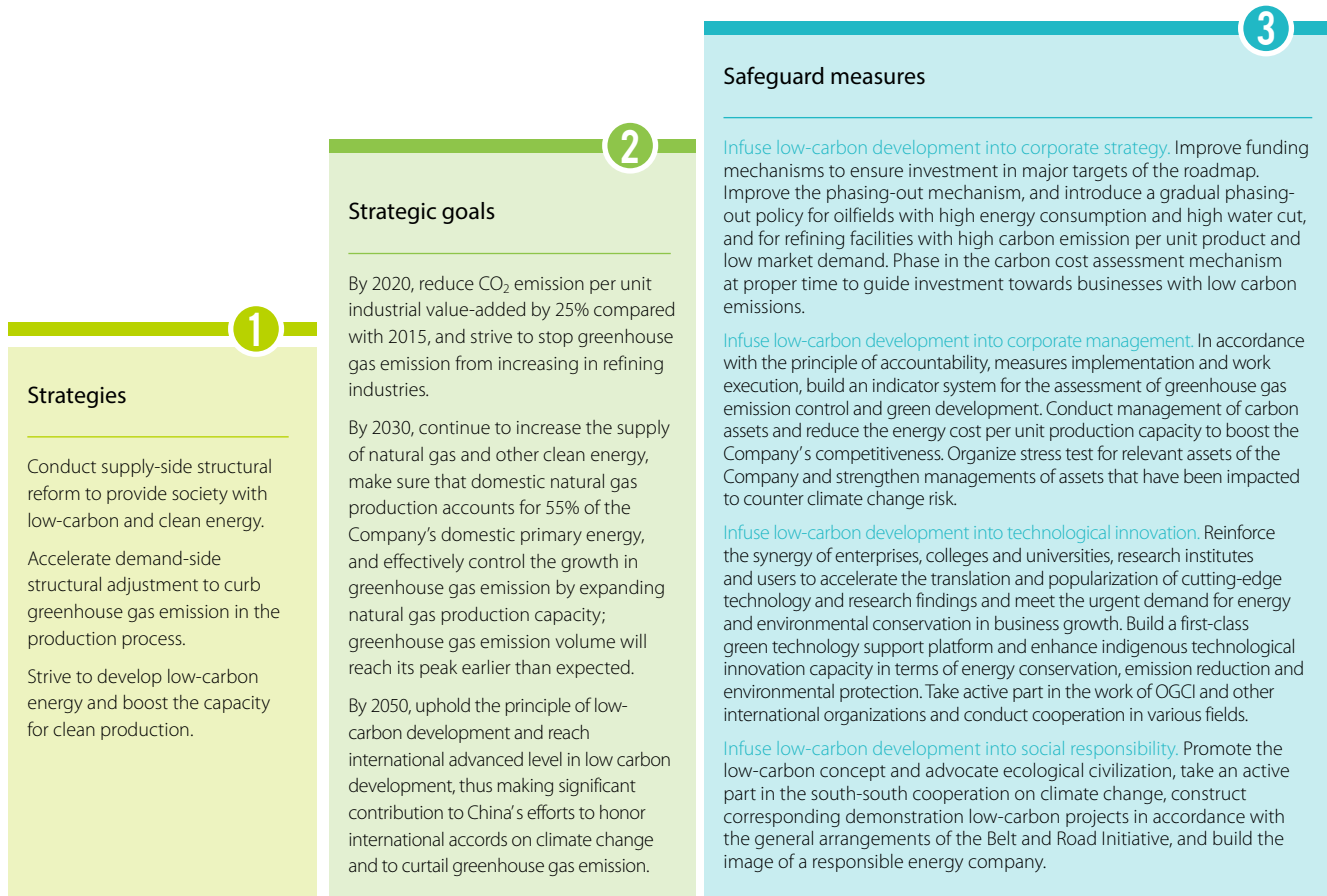 1
Strategies
Conduct supply-side structural
reform to provide society with
low-carbon and clean energy.
Accelerate demand-side
structural adjustment to curb
greenhouse gas emission in the
production process.
Strive to develop low-carbon
energy and boost the capacity
for clean production.
2
Strategic goals
By 2020, reduce CO₂ emission per unit
industrial value-added by 25% compared
with 2015, and strive to stop greenhouse
gas emission from increasing in refining
industries.
By 2030, continue to increase the supply
of natural gas and other clean energy,
make sure that domestic natural gas
production accounts for 55% of the
Company's domestic primary energy,
and effectively control the growth in
greenhouse gas emission by expanding
natural gas production capacity;
greenhouse gas emission volume will
reach its peak earlier than expected.
By 2050, uphold the principle of low-
carbon development and reach
international advanced level in low carbon
development, thus making significant
contribution to China's efforts to honor
international accords on climate change
and to curtail greenhouse gas emission.
3
Safeguard measures
Infuse low-carbon development into corporate strategy. Improve funding
mechanisms to ensure investment in major targets of the roadmap.
Improve the phasing-out mechanism, and introduce a gradual phasing-
out policy for oilfields with high energy consumption and high water cut,
and for refining facilities with high carbon emission per unit product and
low market demand. Phase in the carbon cost assessment mechanism
at proper time to guide investment towards businesses with low carbon
emissions.
Infuse low-carbon development into corporate management. In accordance
with the principle of accountability, measures implementation and work
execution, build an indicator system for the assessment of greenhouse gas
emission control and green development. Conduct management of carbon
assets and reduce the energy cost per unit production capacity to boost the
Company's competitiveness. Organize stress test for relevant assets of the
Company and strengthen managements of assets that have been impacted
to counter climate change risk.
Infuse low-carbon development into technological innovation. Reinforce
the synergy of enterprises, colleges and universities, research institutes
and users to accelerate the translation and popularization of cutting-edge
technology and research findings and meet the urgent demand for energy
and environmental conservation in business growth. Build a first-class
green technology support platform and enhance indigenous technological
innovation capacity in terms of energy conservation, emission reduction and
environmental protection. Take active part in the work of OGCI and other
international organizations and conduct cooperation in various fields.
Infuse low-carbon development into social responsibility. Promote the
low-carbon concept and advocate ecological civilization, take an active
part in the south-south cooperation on climate change, construct
corresponding demonstration low-carbon projects in accordance with
the general arrangements of the Belt and Road Initiative, and build the
image of a responsible energy company.